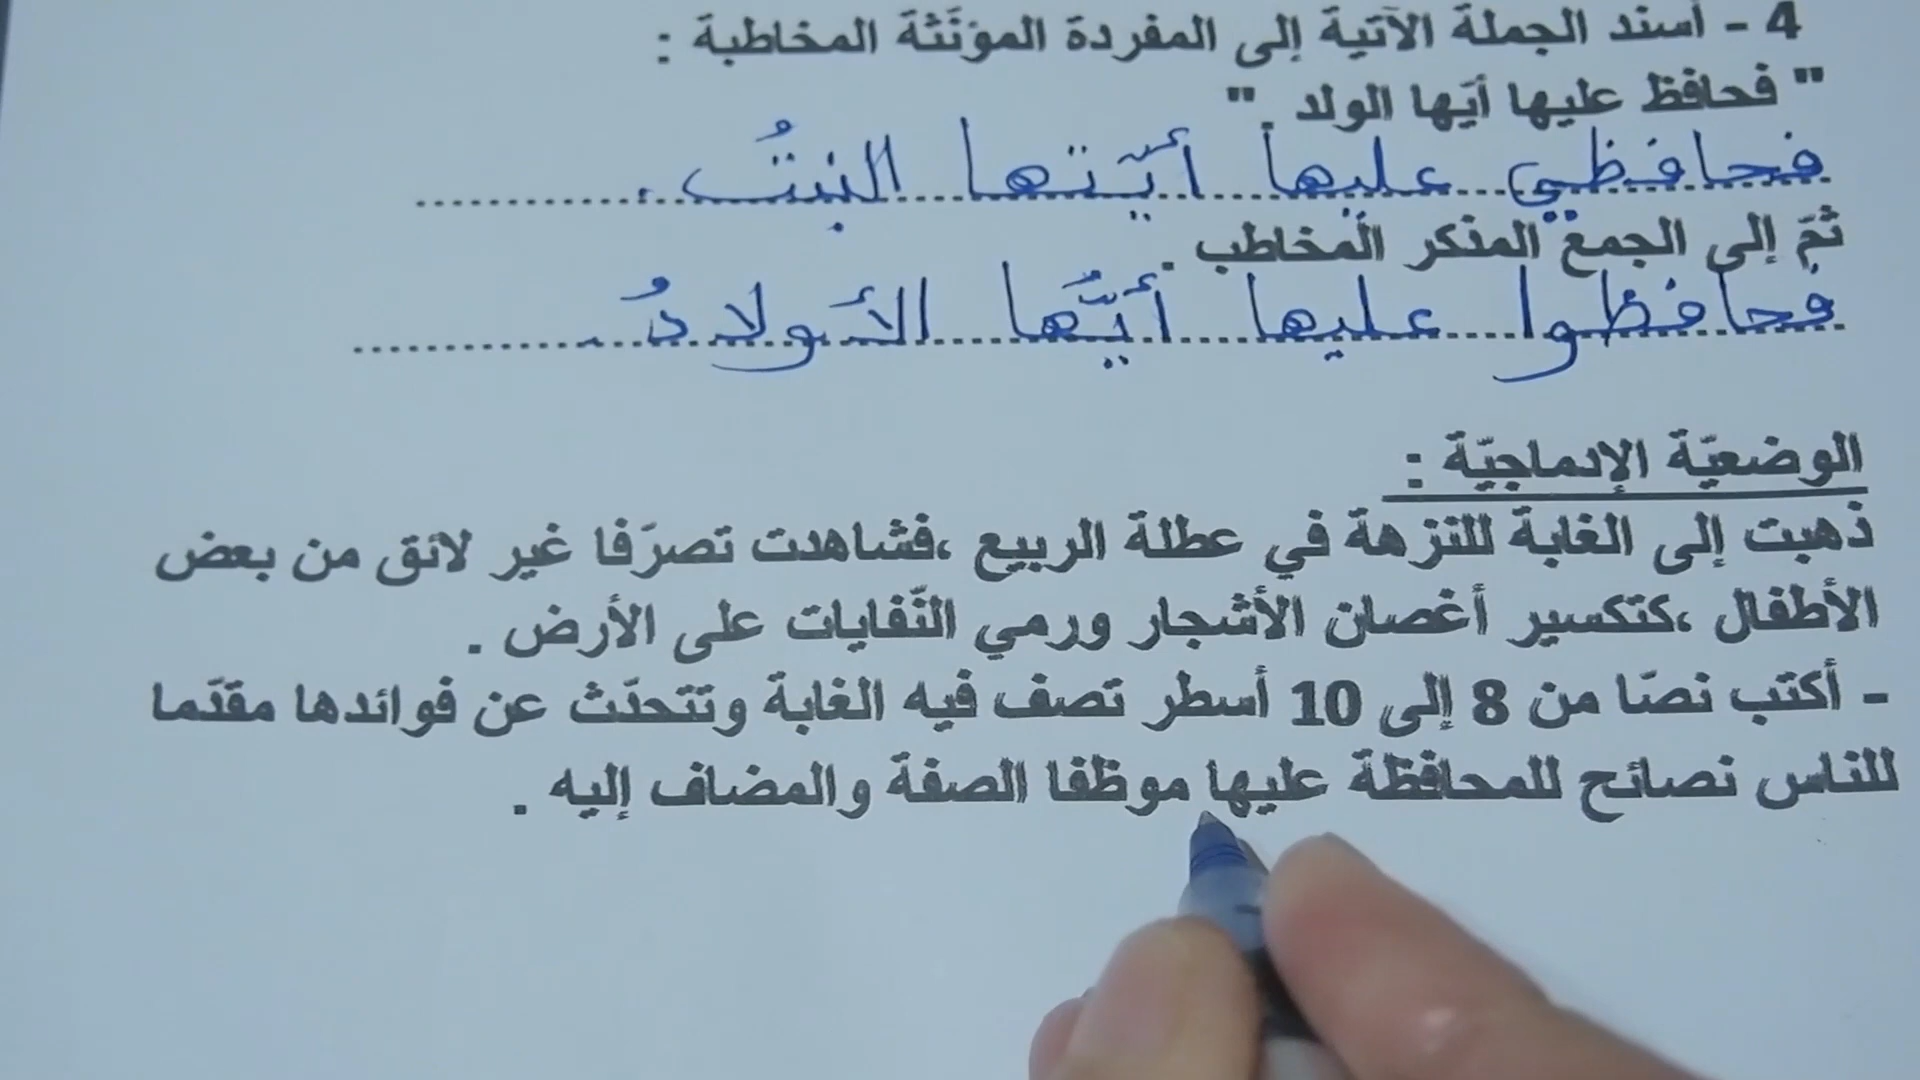 4 - أسند الجملة الآتية إلى المفردة المؤنّثة المخاطبة :
" فحافظ عليها أيّها الولد . "
فحافظي عليها أيّتها البنتُ .
ثمّ إلى الجمع المذكر المخاطب .
فحافظوا عليها أيُّها الأولادُ .
الوضعيّة الإدماجيّة :
ذهبت إلى الغابة للنزهة في عطلة الربيع ،فشاهدت تصرّفا غير لائق من بعض
الأطفال ،كتكسير أغصان الأشجار ورمي النّفايات على الأرض .
- أكتب نصّا من 8 إلى 10 أسطر تصف فيه الغابة وتتحدّث عن فوائدها مقدّما
للناس نصائح للمحافظة عليها موظفا الصفة والمضاف إليه .